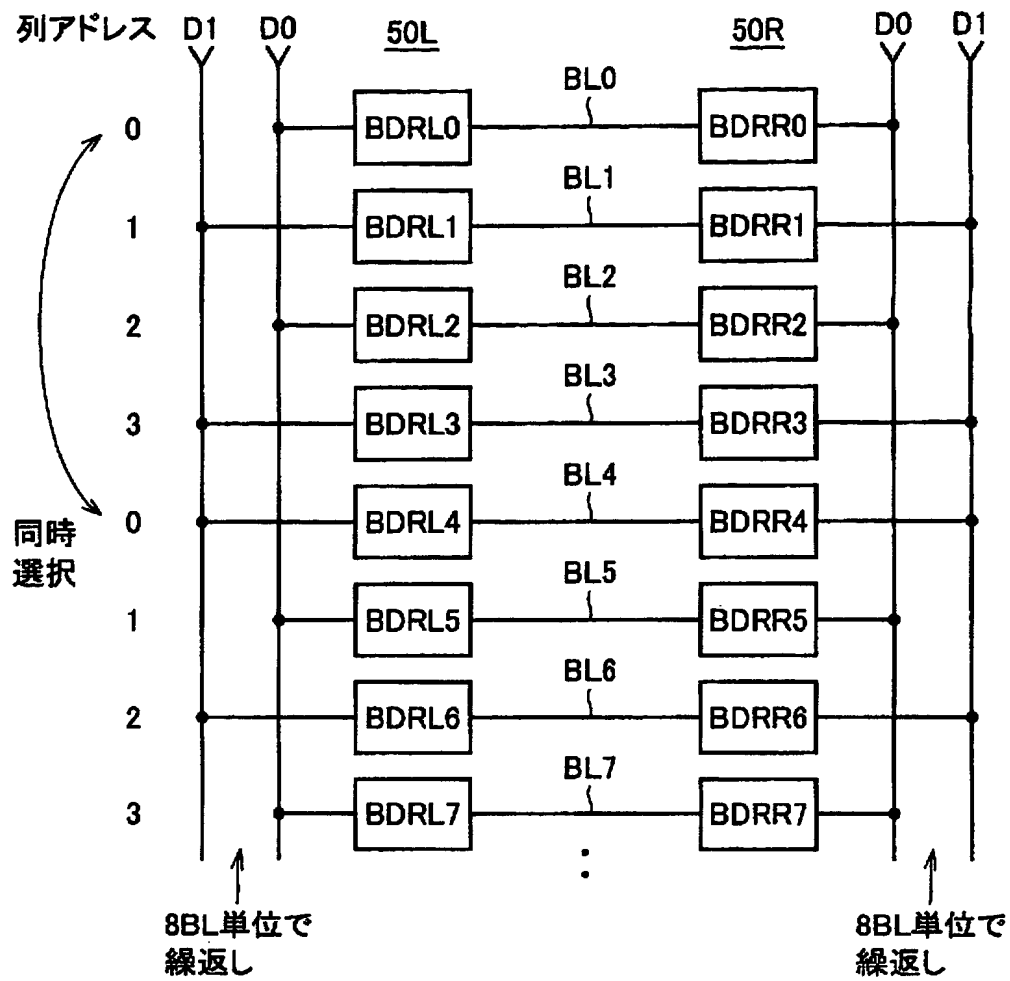 列アドレス D1 D0 50L 50R D0 D1
BL0
0 BDRL0 BDRR0
BL1
1 BDRL1 BDRR1
BL2
2 BDRL2 BDRR2
BL3
3 BDRL3 BDRR3
BL4
0 BDRL4 BDRR4
同時
選択
BL5
1 BDRL5 BDRR5
BL6
2 BDRL6 BDRR6
BL7
3 BDRL7 BDRR7
8BL単位で
繰返し
8BL単位で
繰返し